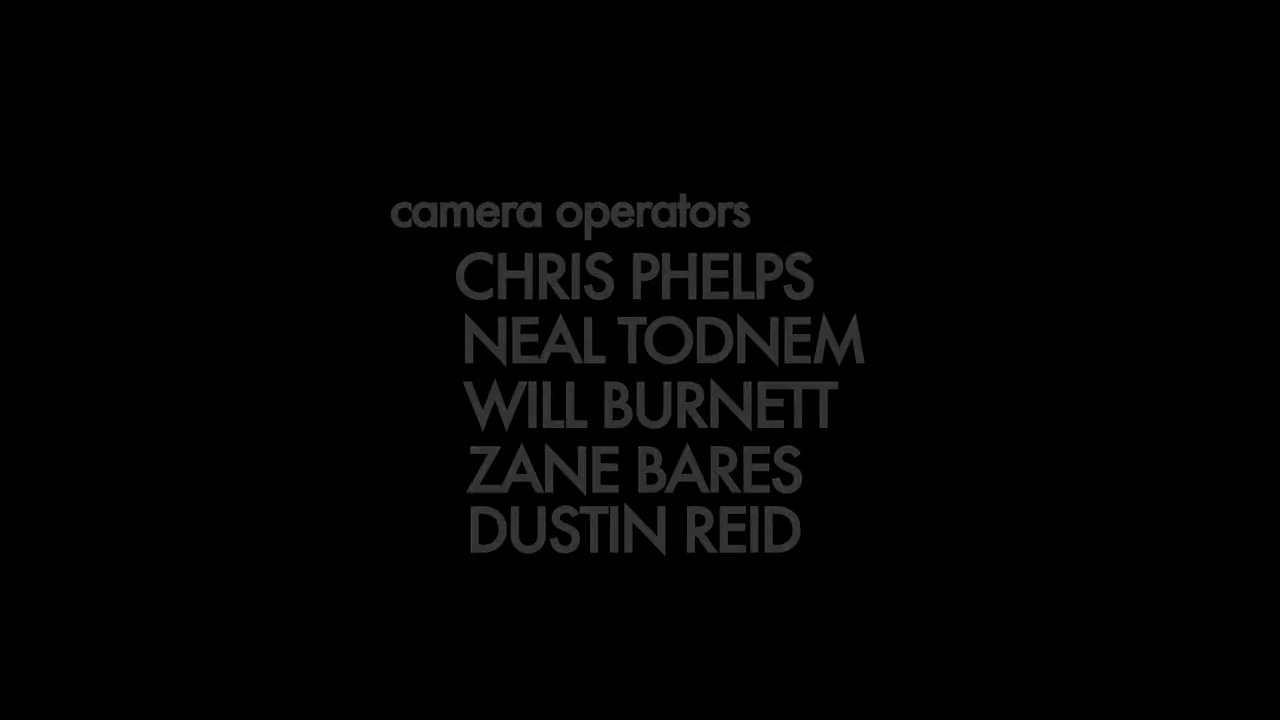 camera operators
CHRIS PHELPS
NEAL TODNEM
WILL BURNETT
ZANE BARES
DUSTIN REID